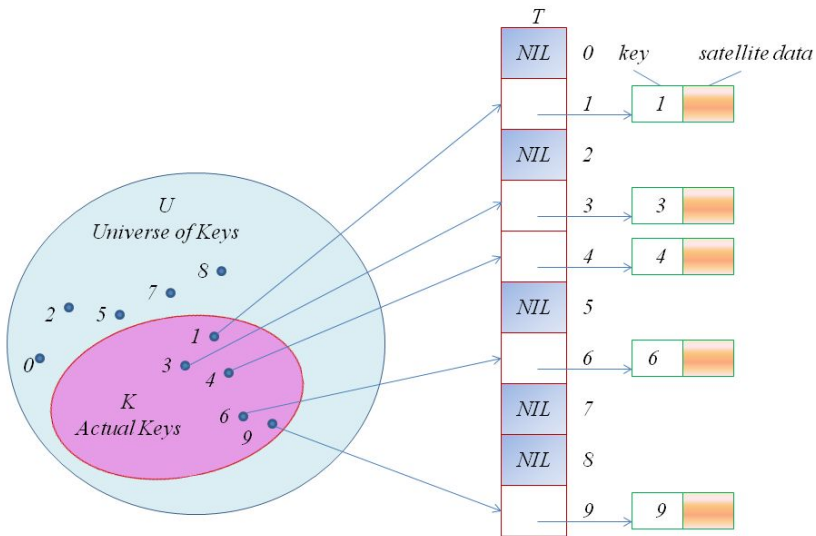 T
NIL 0 key satellite data
1 1
NIL 2
U
Universe of Keys
3 3
8
4 4
7
2 5
NIL 5
1
0 3 4
6 6
K
Actual Keys
6
9
NIL 7
NIL 8
9 9